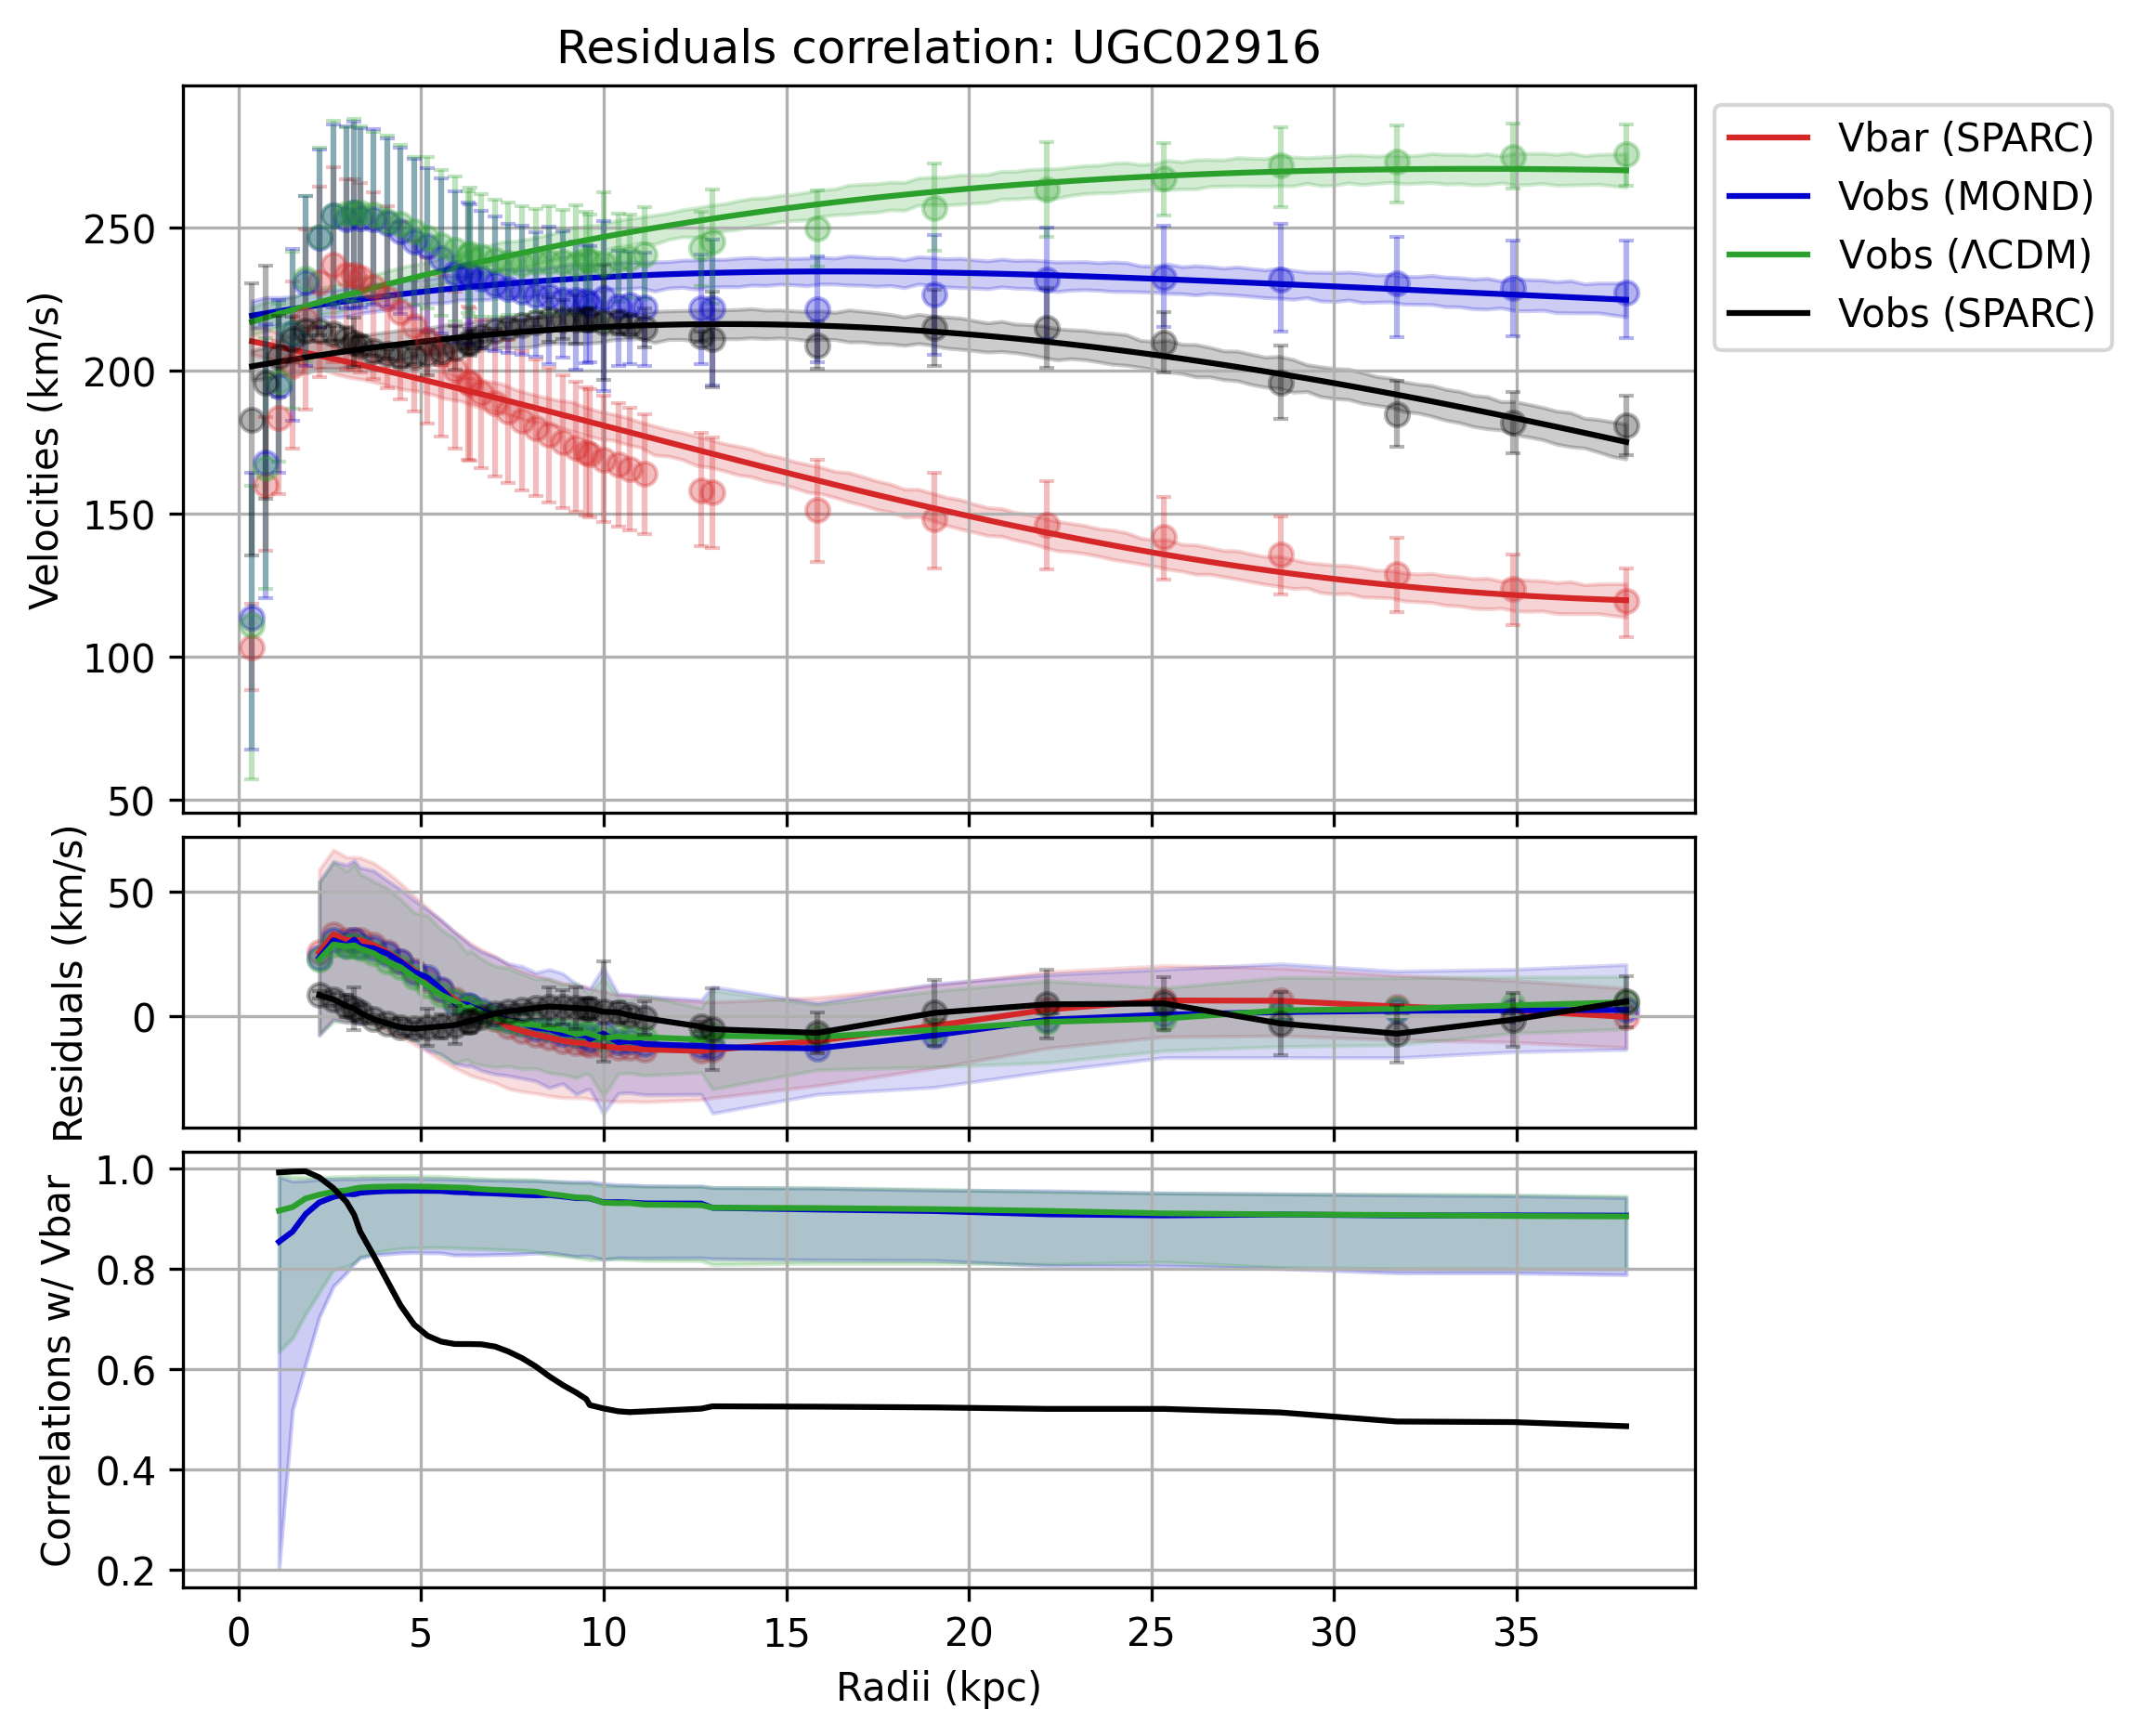 Residuals correlation: UGC02916
Velocities (km/s)
250
200
150
100
50
Vbar (SPARC)
Vobs (MOND)
Vobs (ΛCDM)
Vobs (SPARC)
Residuals (km/s)
50
0
Correlations w/ Vbar
1.0
0.8
0.6
0.4
0.2
0 5 10 15 20 25 30 35
Radii (kpc)